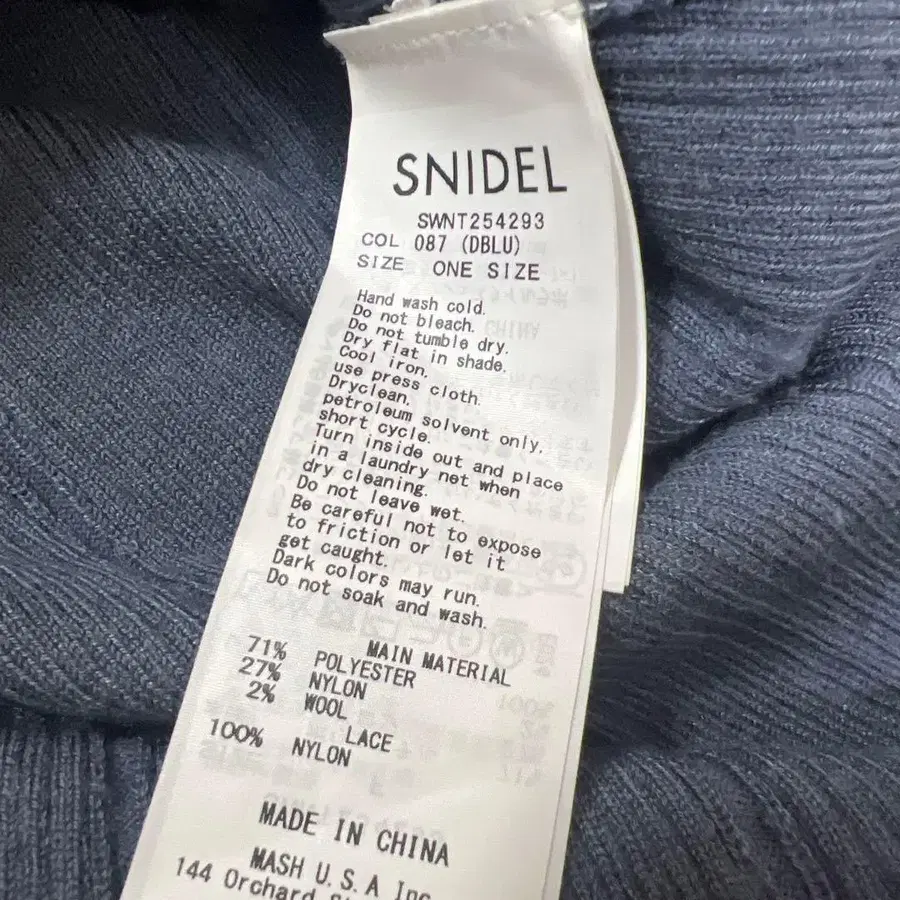 SNIDEL
SWNT254293
COL 087 (DBLU)
SIZE ONE SIZE
Hand wash cold.
Do not bleach.
Do not tumble dry.
Dry flat in shade.
Cool iron.
use press cloth.
Dryclean.
petroleum solvent only,
short cycle.
Turn inside out and place
in a laundry net when
dry cleaning.
Do not leave wet.
Be careful not to expose
to friction or let it
get caught.
Dark colors may run.
Do not soak and wash.
MAIN MATERIAL
71% POLYESTER
27% NYLON
2% WOOL
LACE
100% NYLON
MADE IN CHINA
MASH U.S.A Inc
144 Orchard